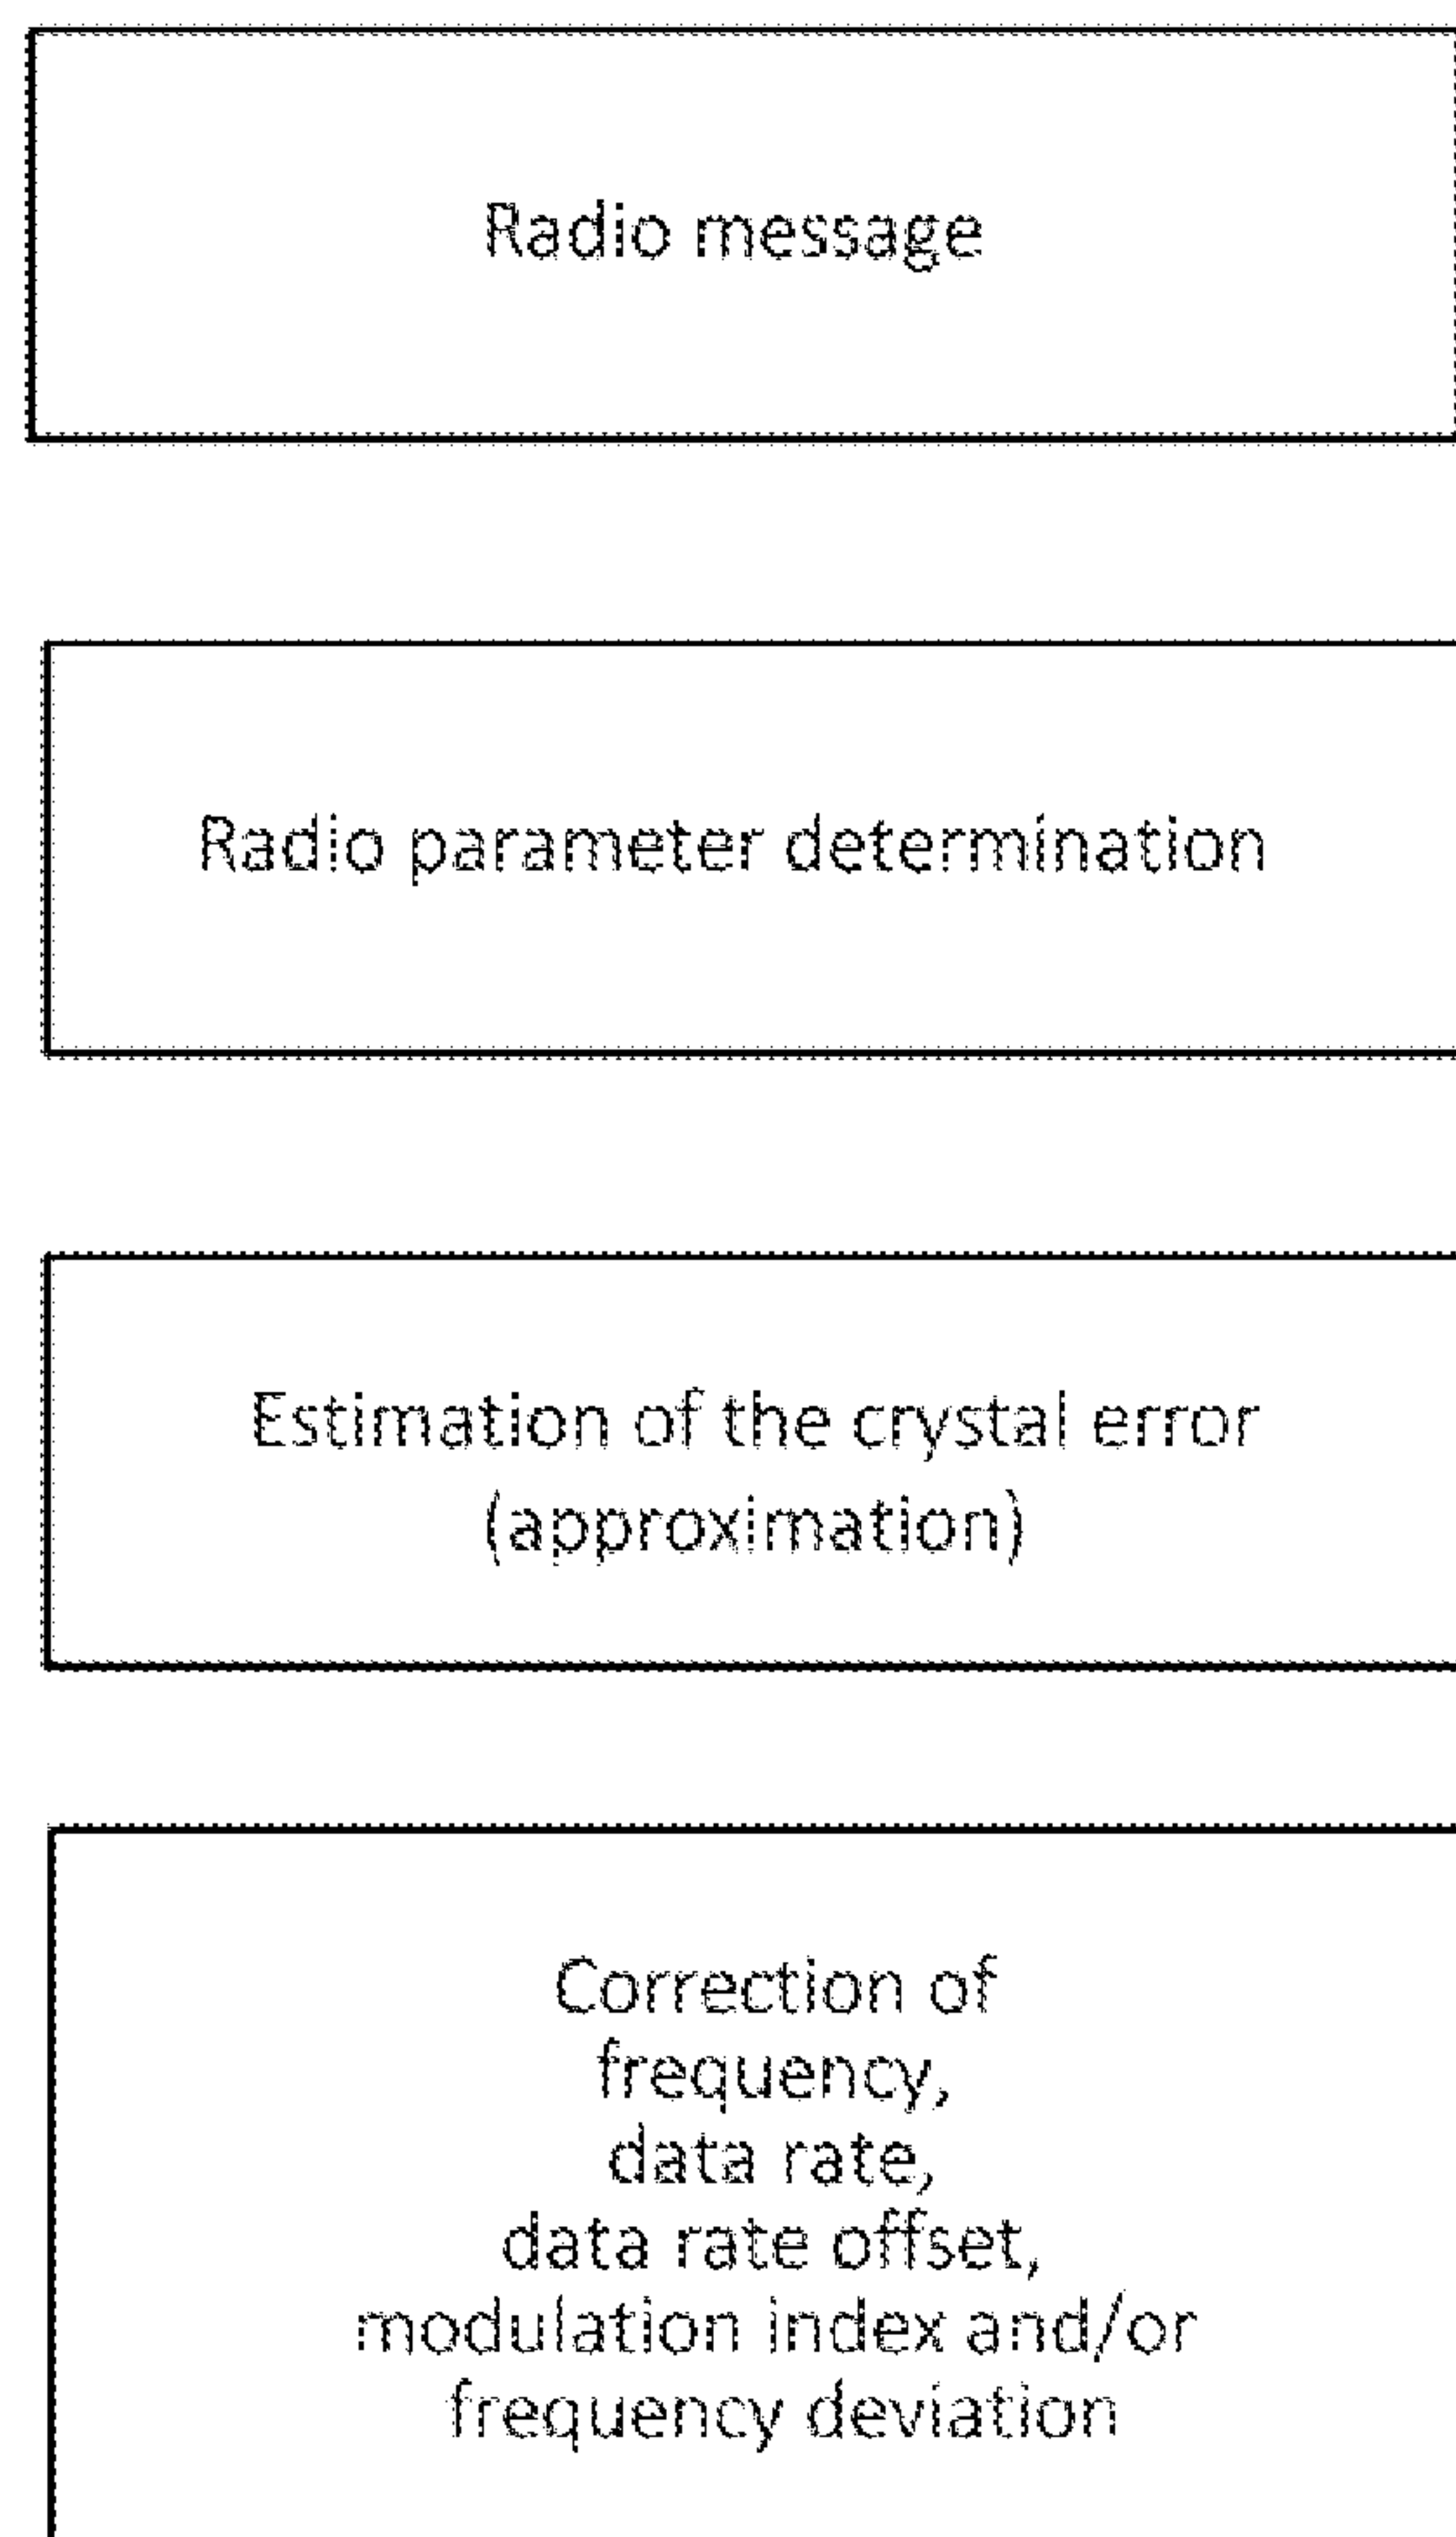 Radio message
Radio parameter determination
Estimation of the crystal error
(approximation)
Correction of
frequency,
data rate,
data rate offset,
modulation index and/or
frequency deviation